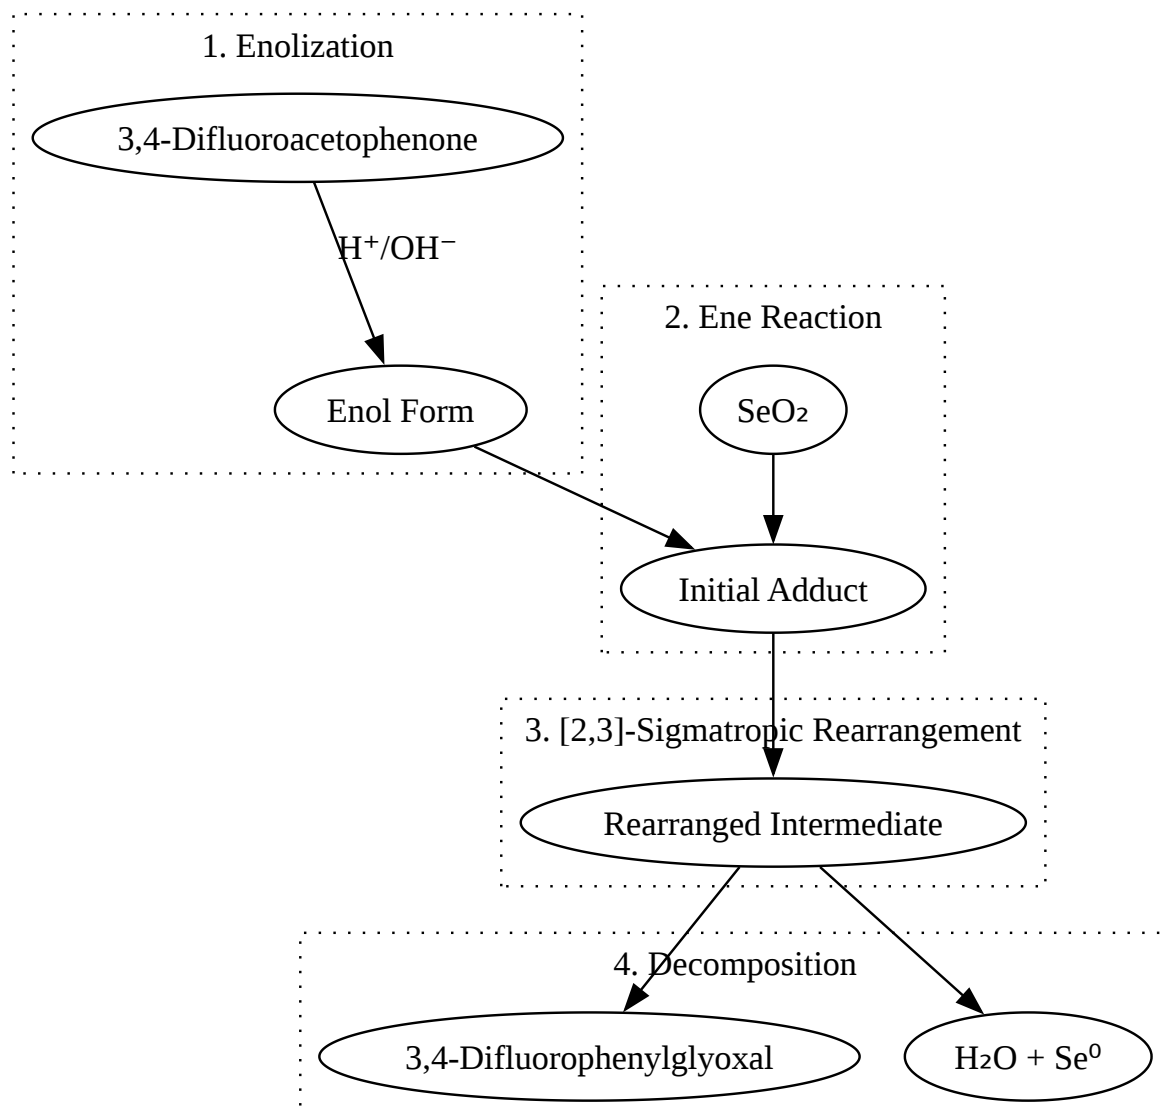 1. Enolization
3,4-Difluoroacetophenone
H⁺/OH⁻
2. Ene Reaction
Enol Form
SeO₂
Initial Adduct
3. [2,3]-Sigmatropic Rearrangement
Rearranged Intermediate
4. Decomposition
3,4-Difluorophenylglyoxal
H₂O + Se⁰